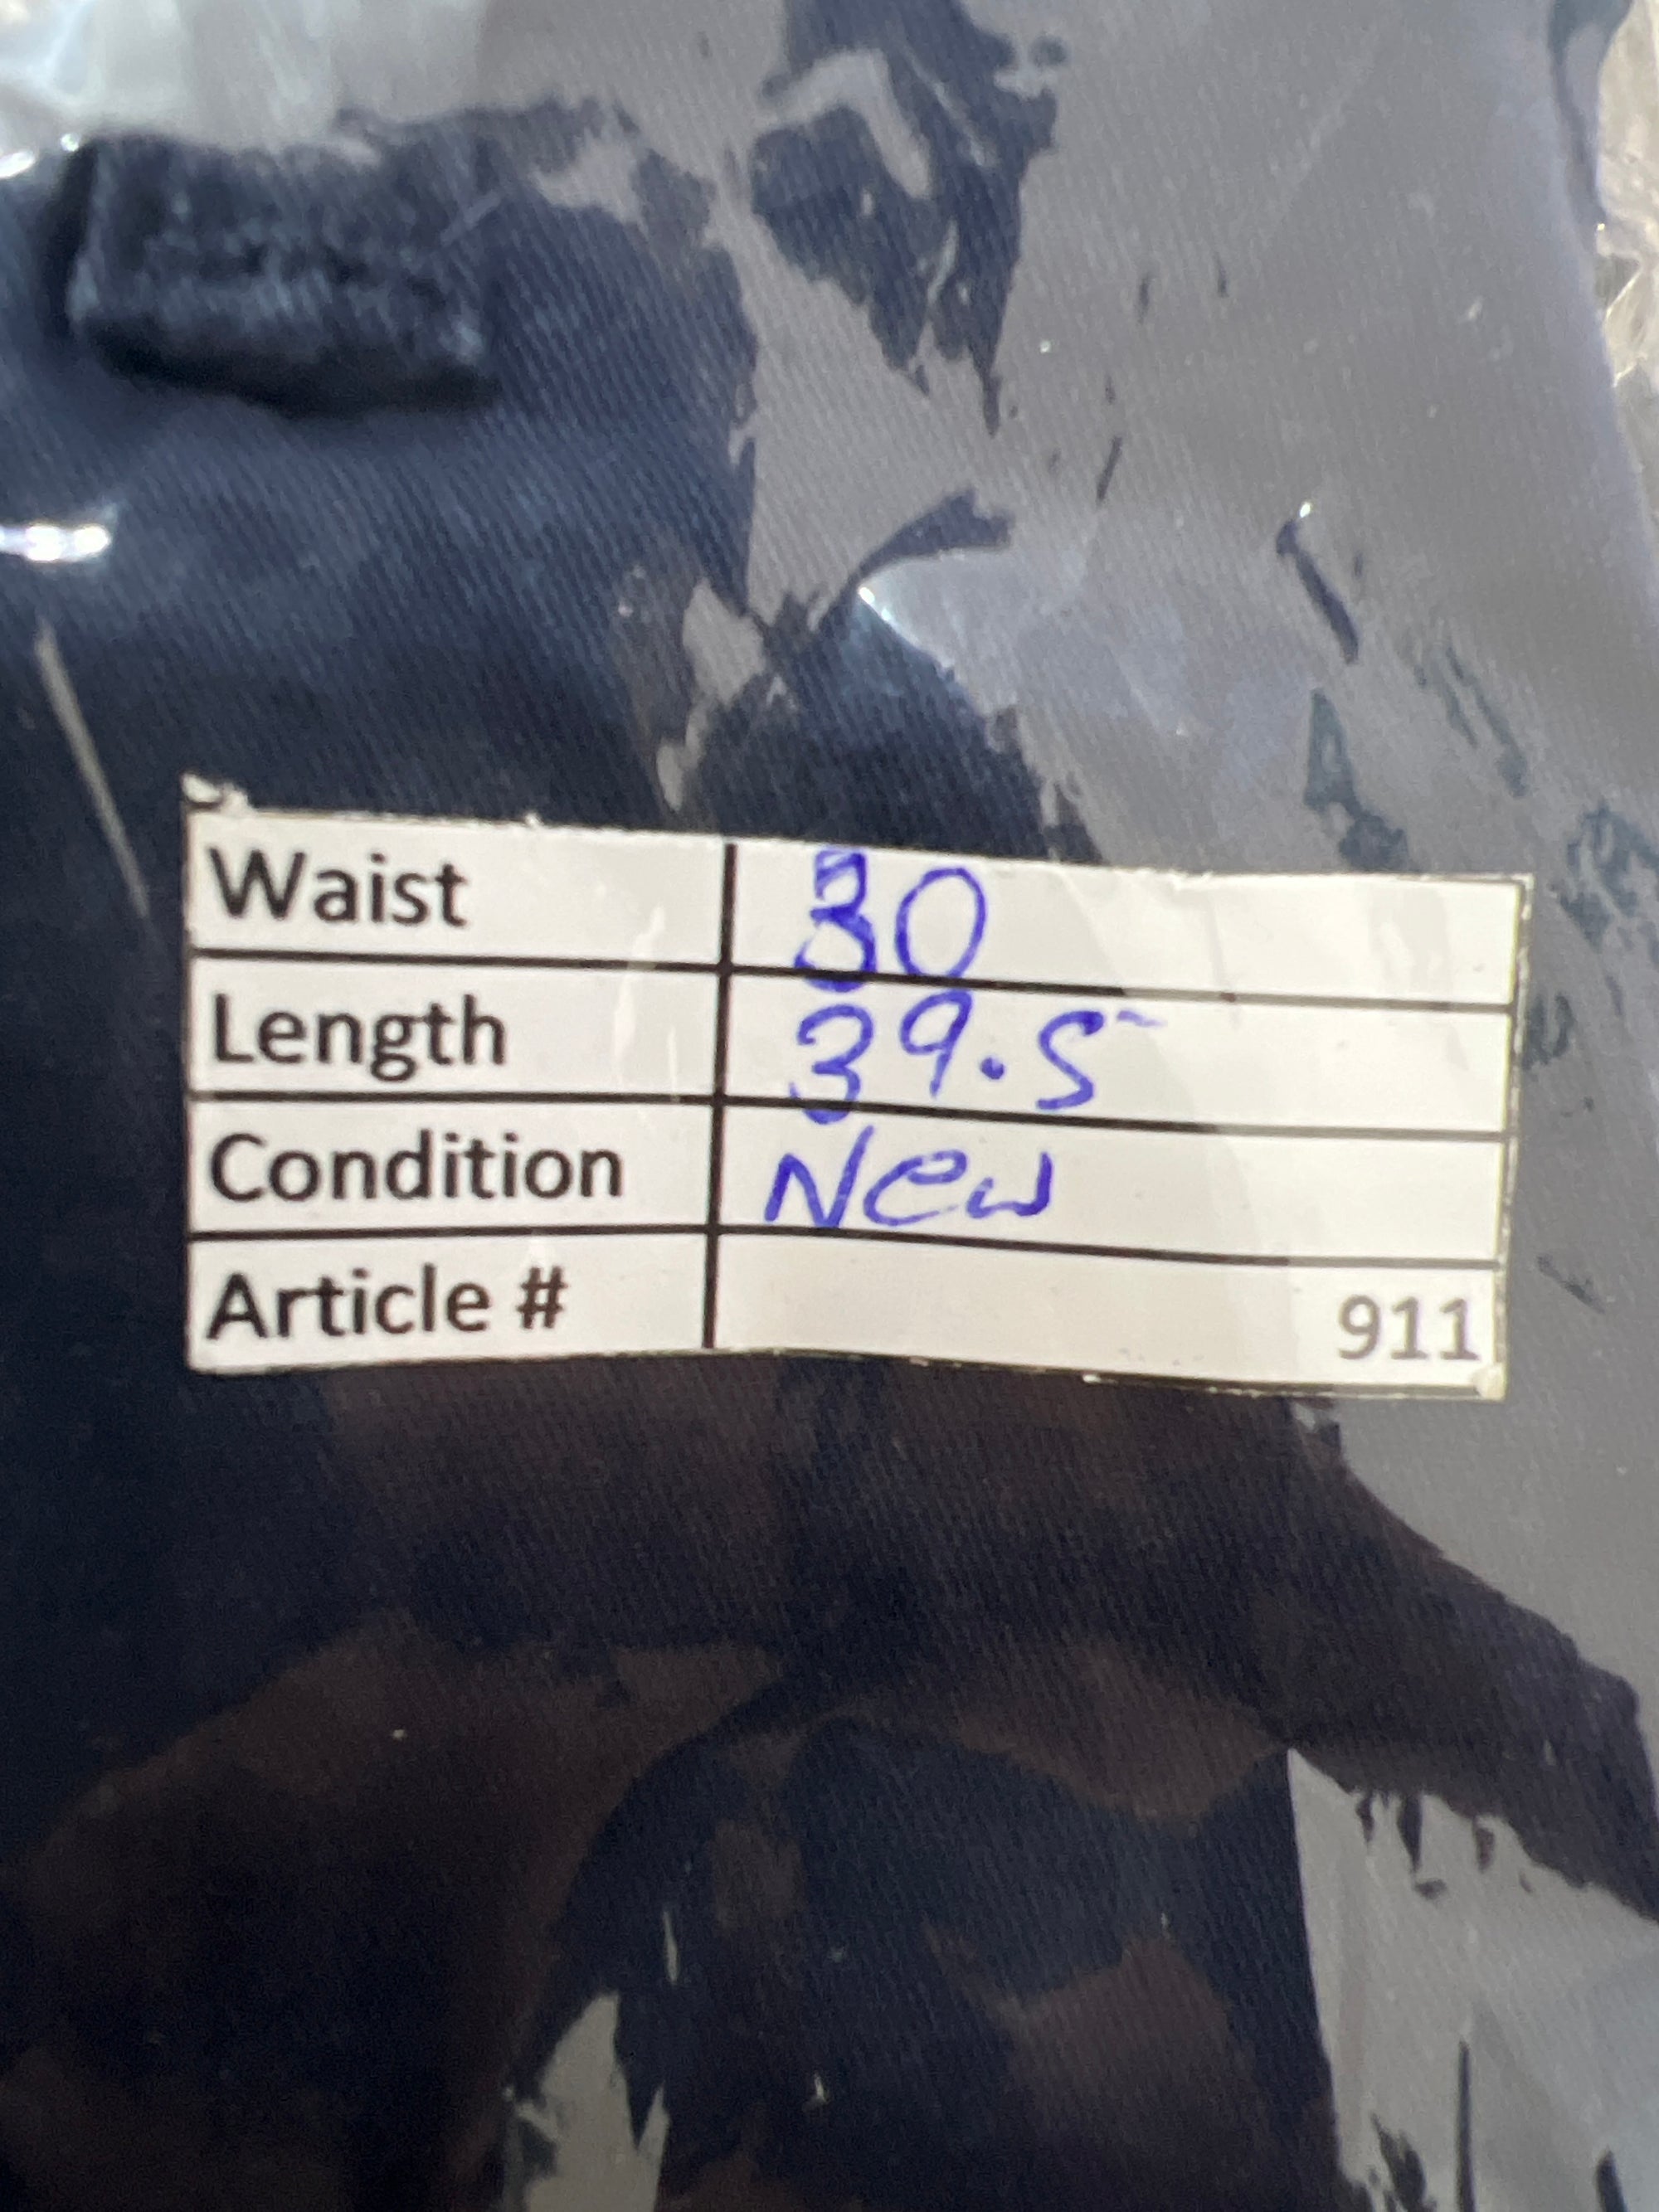 Waist 30
Length 39.5
Condition New
Article # 911